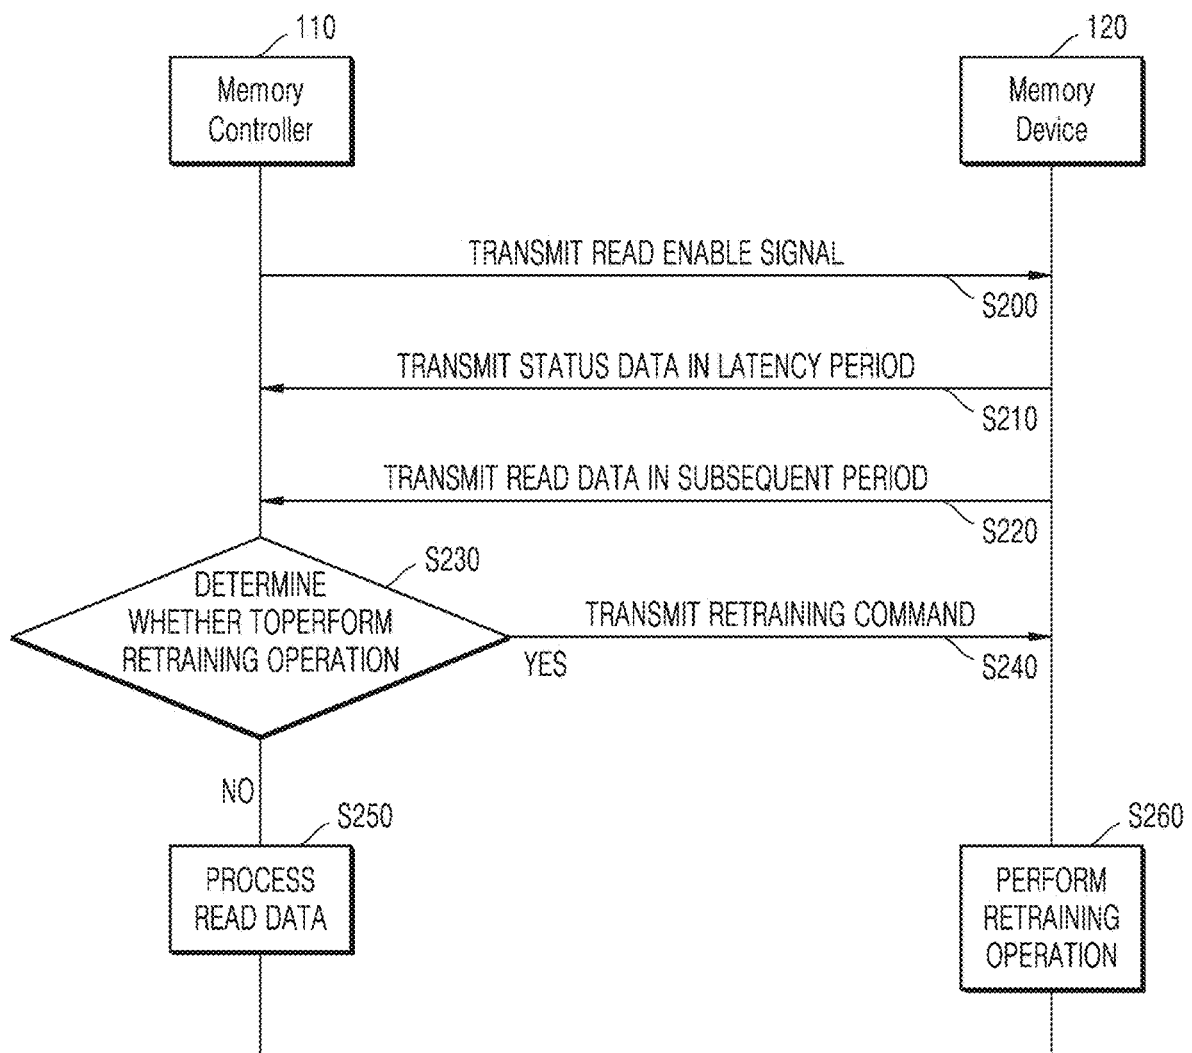 110
120
Memory
Controller
Memory
Device
TRANSMIT READ ENABLE SIGNAL
S200
TRANSMIT STATUS DATA IN LATENCY PERIOD
S210
TRANSMIT READ DATA IN SUBSEQUENT PERIOD
S220
S230
DETERMINE
WHETHER TOPERFORM
RETRAINING OPERATION
TRANSMIT RETRAINING COMMAND
YES
S240
NO
S250
S260
PROCESS
READ DATA
PERFORM
RETRAINING
OPERATION